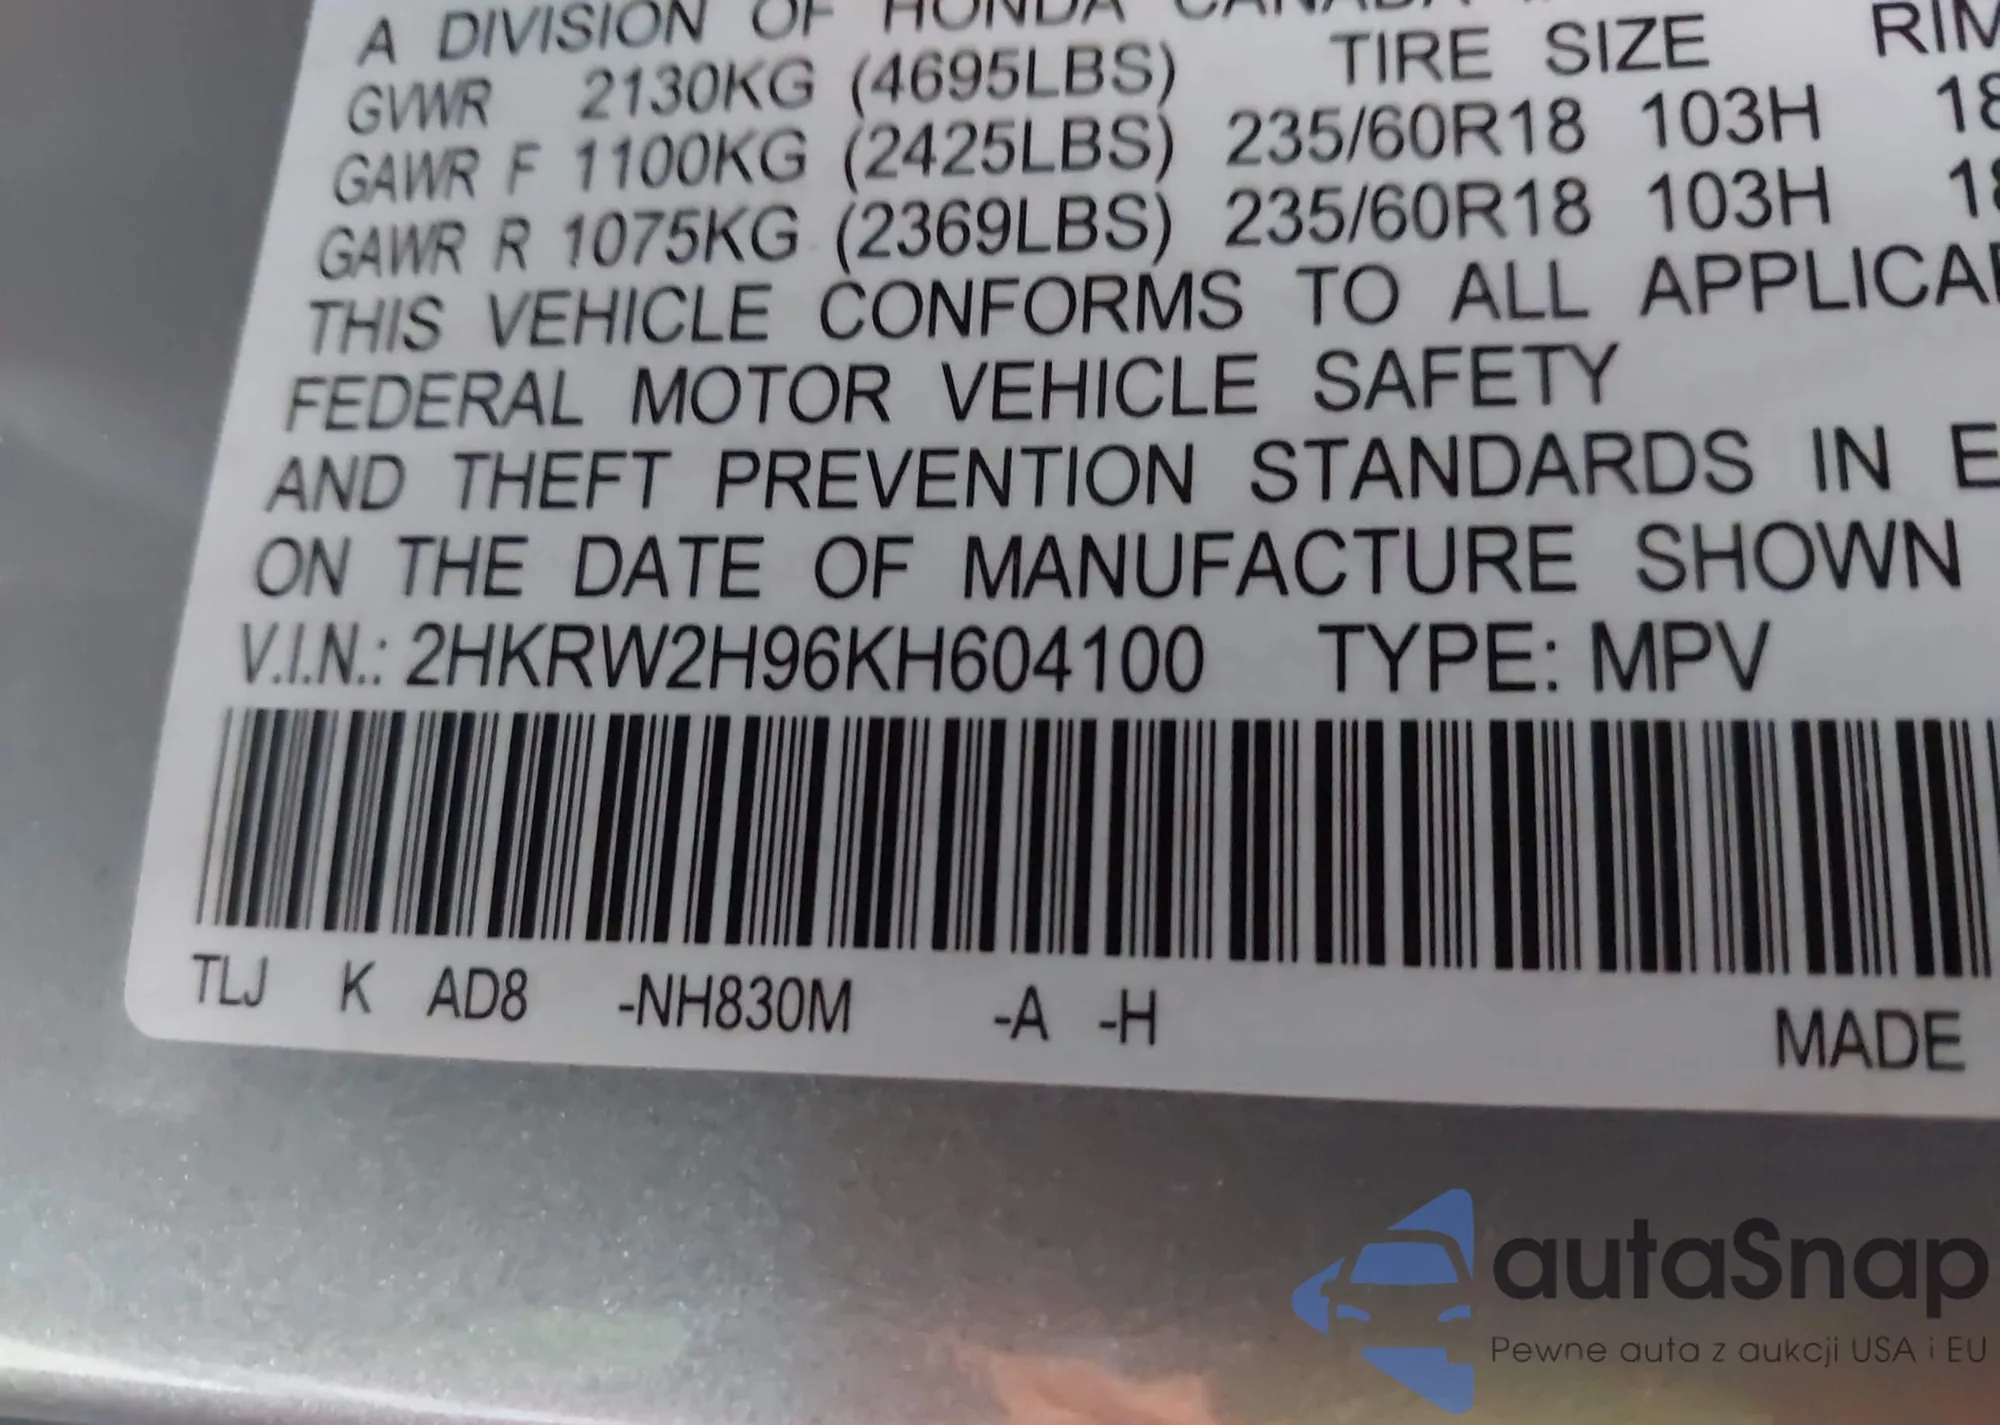 A DIVISION OF HONDA CANADA
GVWR 2130KG (4695LBS) TIRE SIZE RIM
GAWR F 1100KG (2425LBS) 235/60R18 103H 18
GAWR R 1075KG (2369LBS) 235/60R18 103H 18
THIS VEHICLE CONFORMS TO ALL
FEDERAL MOTOR VEHICLE SAFETY
AND THEFT PREVENTION STANDARDS IN
ON THE DATE OF MANUFACTURE SHOWN
V.I.N.: 2HKRW2H96KH604100 TYPE: MPV
TLJ K AD8 -NH830M -A -H
MADE
autaSnap
Pewne auta z aukcji USA i EU